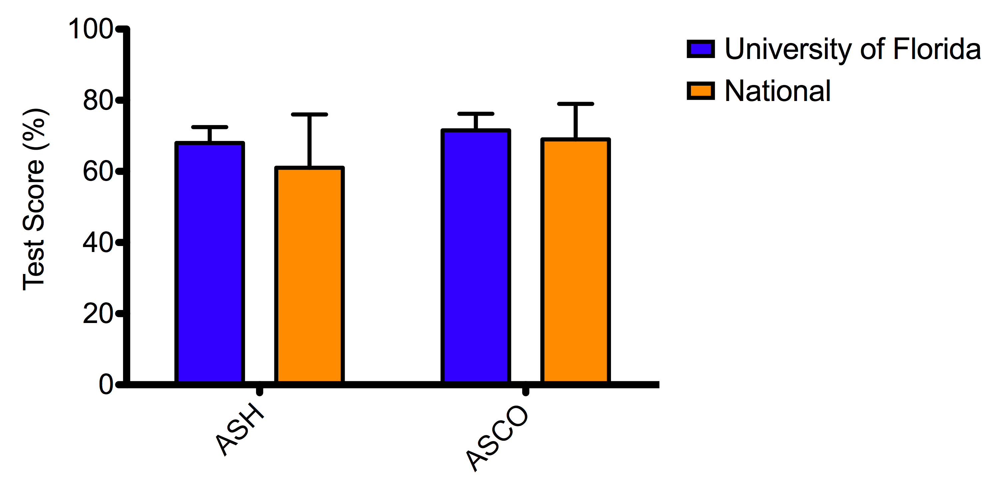 100
80
60
40
20
0
Test Score (%)
ASH
ASCO
University of Florida
National